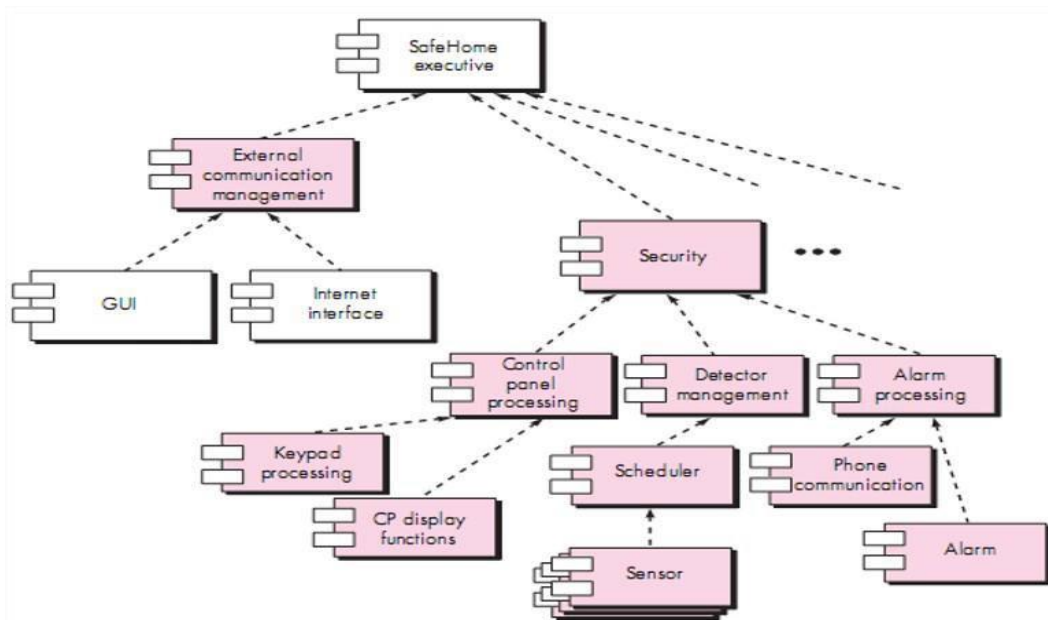 SafeHome
executive
External
communication
management
Security
GUI
Internet
interface
Control
panel
processing
Detector
management
Alarm
processing
Keypad
processing
Scheduler
Phone
communication
CP display
functions
Alarm
Sensor